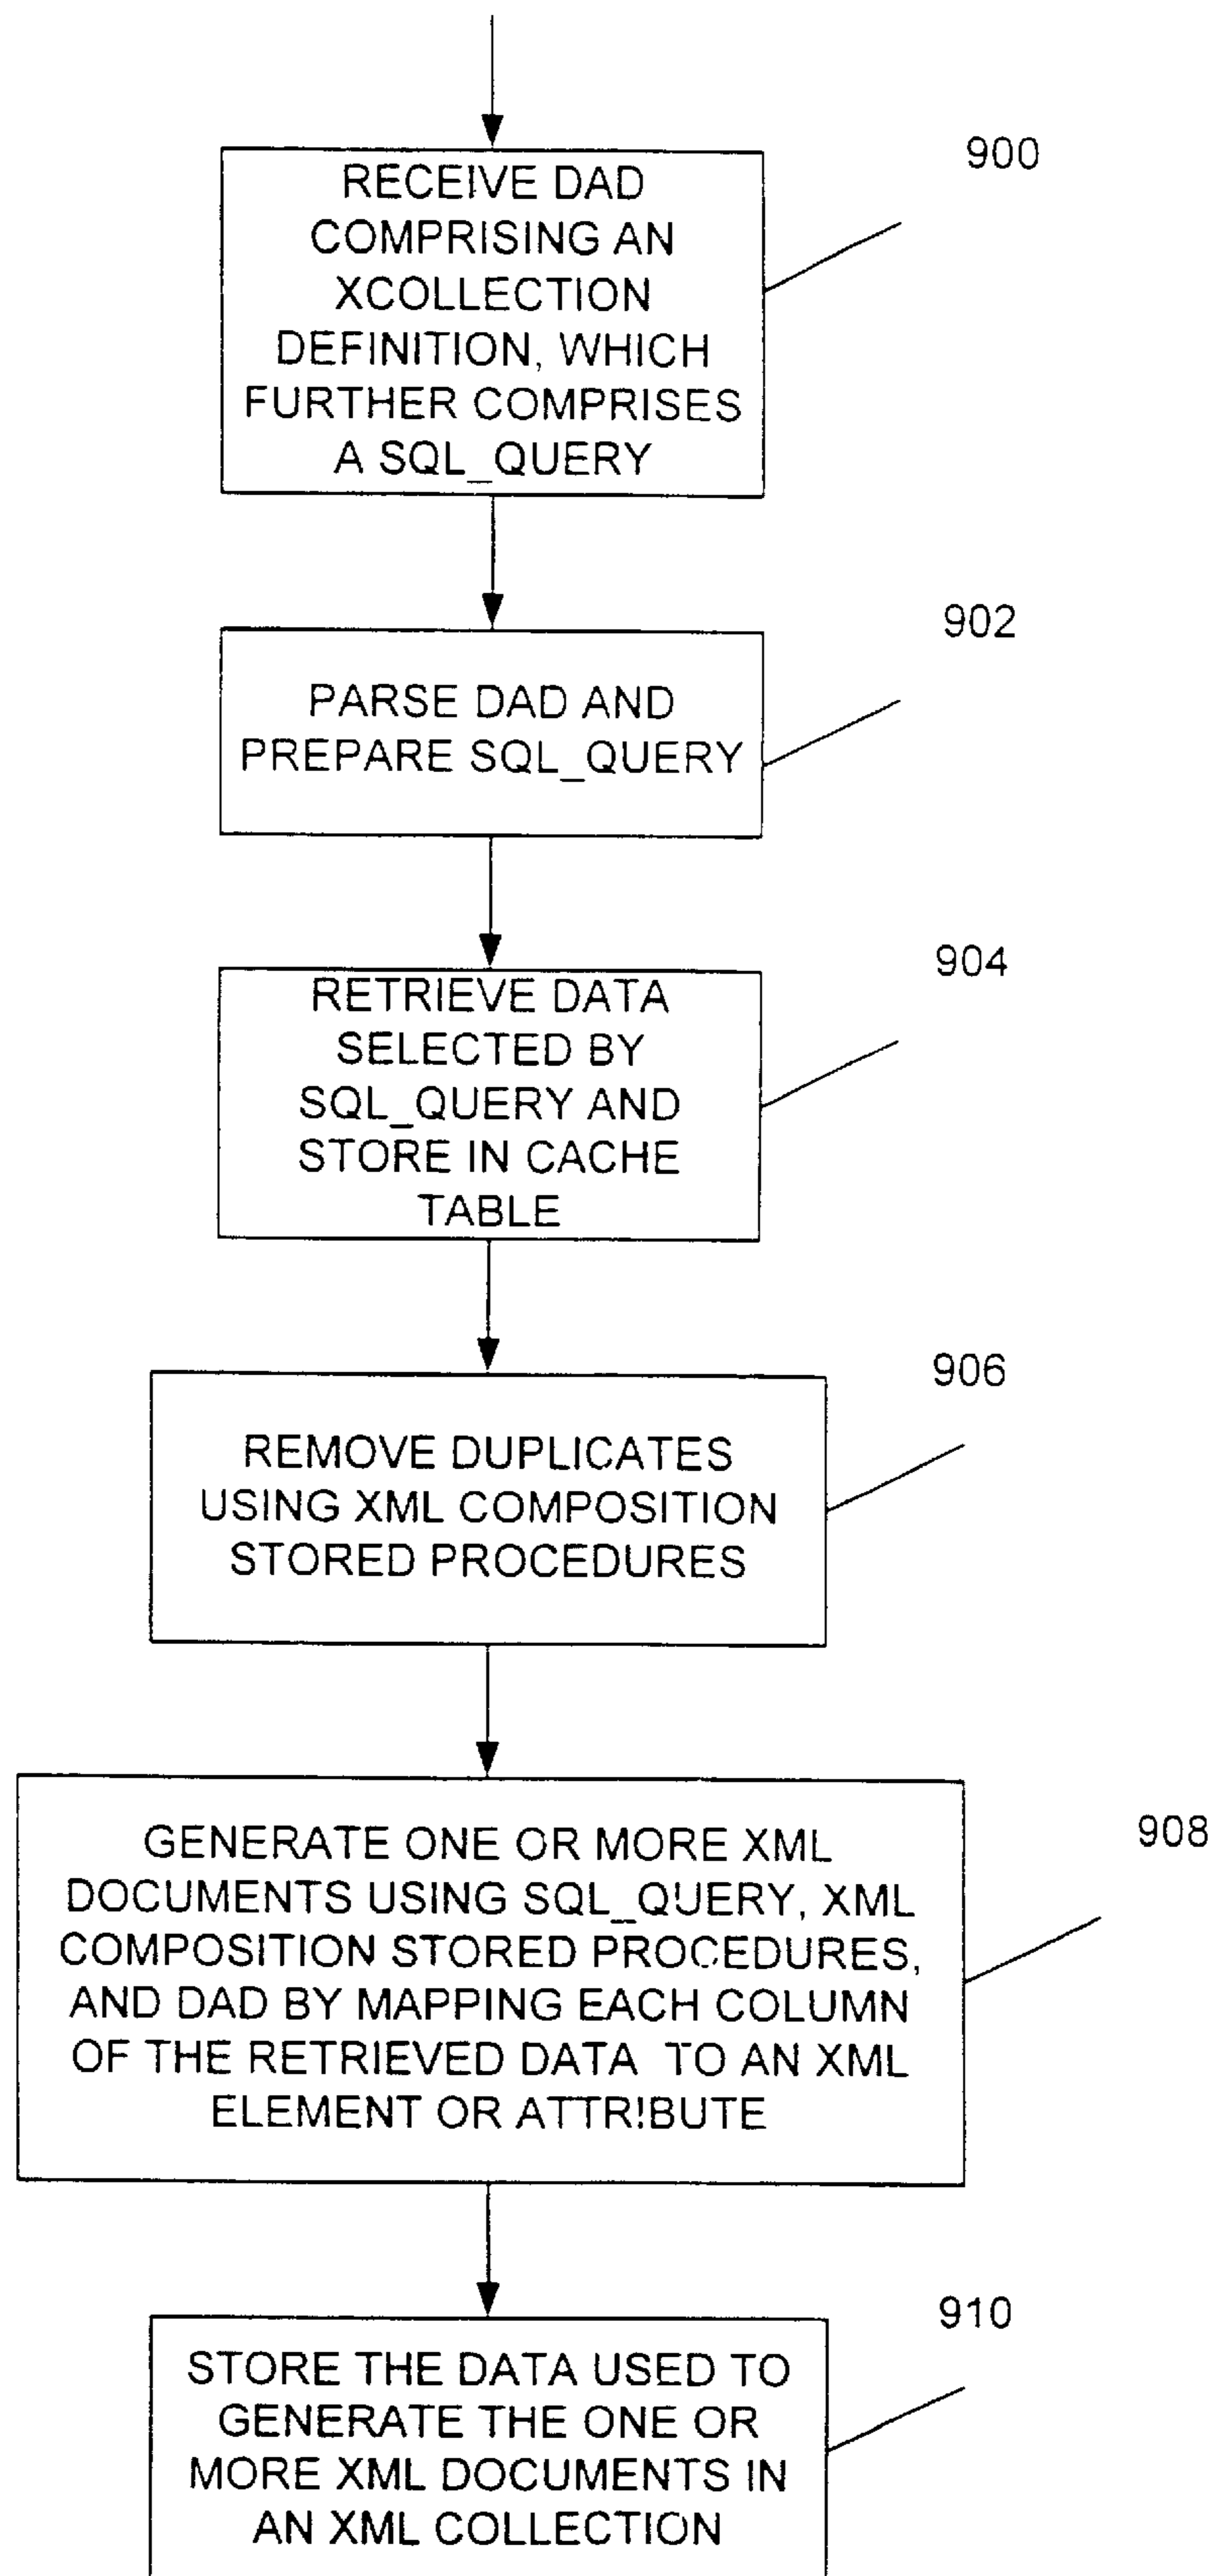 900
RECEIVE DAD
COMPRISING AN
XCOLLECTION
DEFINITION, WHICH
FURTHER COMPRISES
A SQL_QUERY
902
PARSE DAD AND
PREPARE SQL_QUERY
904
RETRIEVE DATA
SELECTED BY
SQL_QUERY AND
STORE IN CACHE
TABLE
906
REMOVE DUPLICATES
USING XML COMPOSITION
STORED PROCEDURES
908
GENERATE ONE OR MORE XML
DOCUMENTS USING SQL_QUERY, XML
COMPOSITION STORED PROCEDURES,
AND DAD BY MAPPING EACH COLUMN
OF THE RETRIEVED DATA TO AN XML
ELEMENT OR ATTRIBUTE
910
STORE THE DATA USED TO
GENERATE THE ONE OR
MORE XML DOCUMENTS IN
AN XML COLLECTION